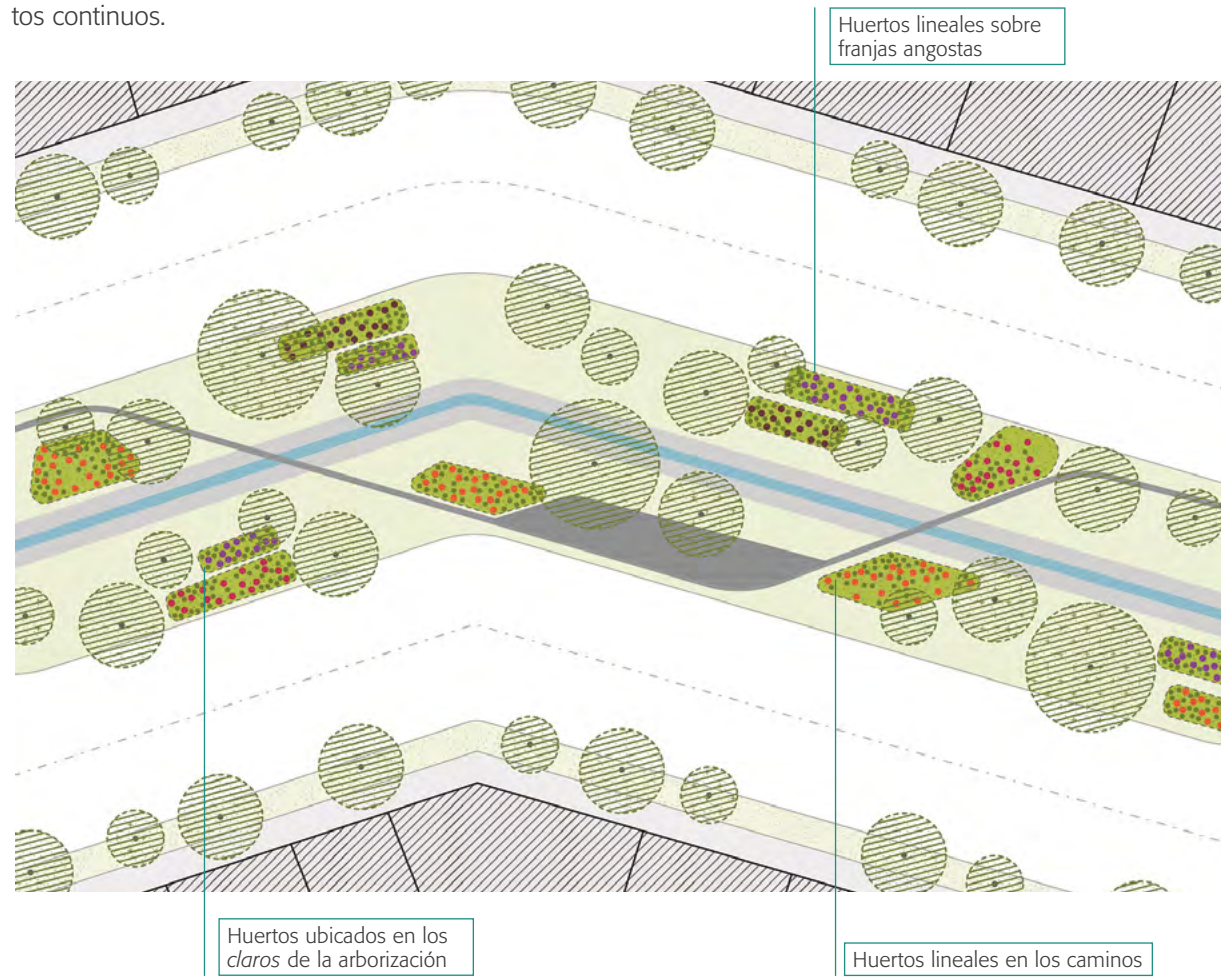 tos continuos.
Huertos lineales sobre
franjas angostas
Huertos ubicados en los
claros de la arborización
Huertos lineales en los caminos